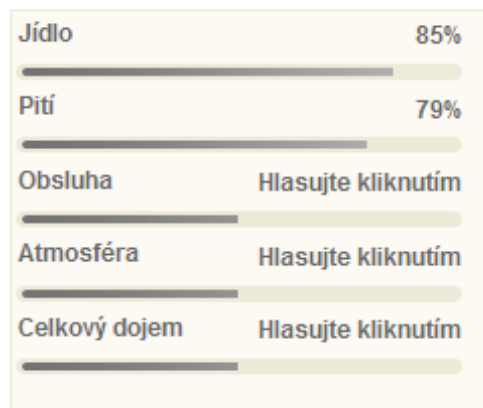 Jídlo 85%
Pití 79%
Obsluha Hlasujte kliknutím
Atmosféra Hlasujte kliknutím
Celkový dojem Hlasujte kliknutím